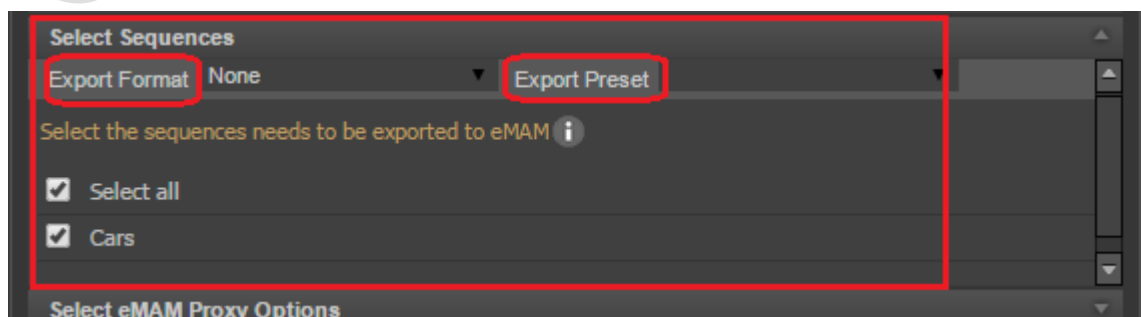 Select Sequences
Export Format None Export Preset
Select the sequences needs to be exported to eMAM i
Select all
Cars
Select eMAM Proxy Options